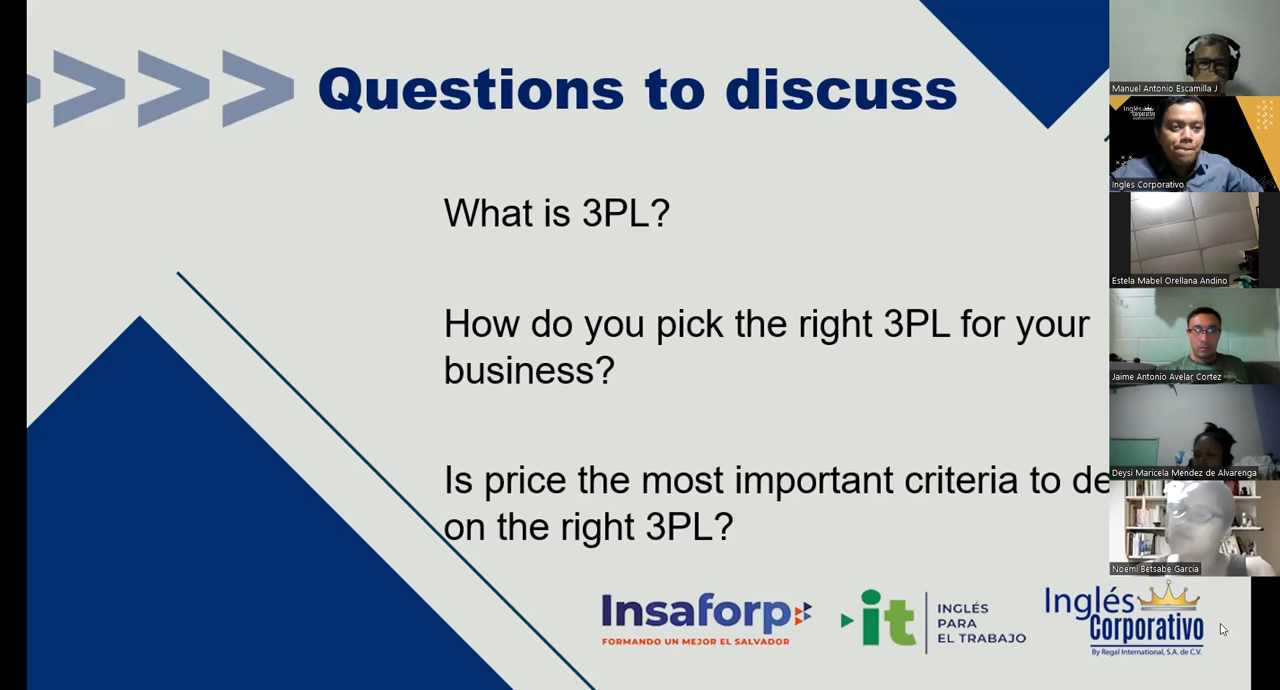 Questions to discuss
What is 3PL?
How do you pick the right 3PL for your
business?
Is price the most important criteria to de
on the right 3PL?
Insaforp
FORMANDO UN MEJOR EL SALVADOR
it
INGLÉS
PARA
EL TRABAJO
Inglés
Corporativo
By Regal International, S.A. de C.V.
Manuel Antonio Escamilla J
Inglés
Corporativo
Ingles Corporativo
Estela Mabel Orellana Andino
Jaime Antonio Avelar Cortez
Deysi Maricela Mendez de Alvarenga
Noemi Betsabe Garcia